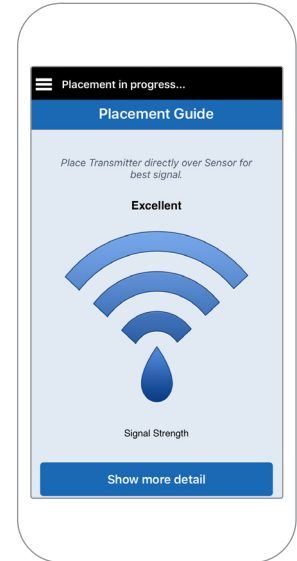 Placement in progress...
Placement Guide
Place Transmitter directly over Sensor for
best signal.
Excellent
Signal Strength
Show more detail